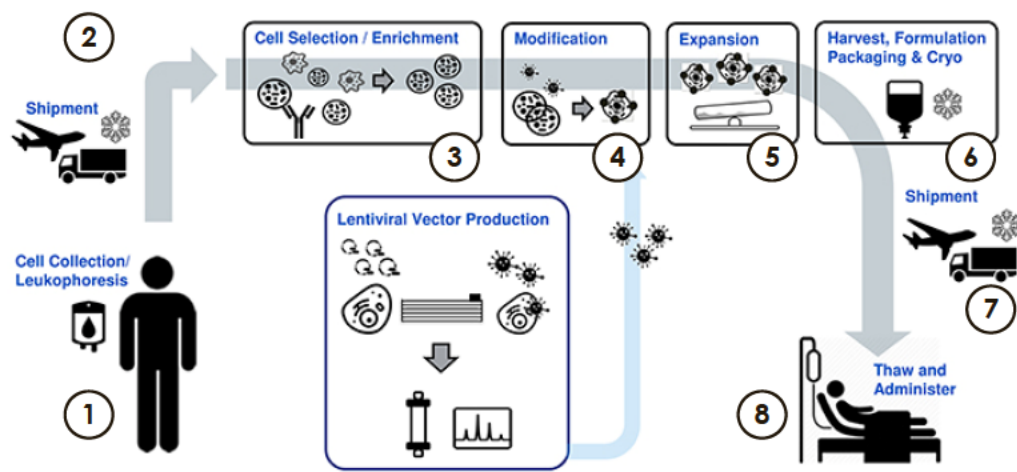 2
Shipment
Cell Collection/
Leukophoresis
1
Cell Selection / Enrichment
3
Modification
4
Expansion
5
Harvest, Formulation
Packaging & Cryo
6
Lentiviral Vector Production
Shipment
7
Thaw and
Administer
8